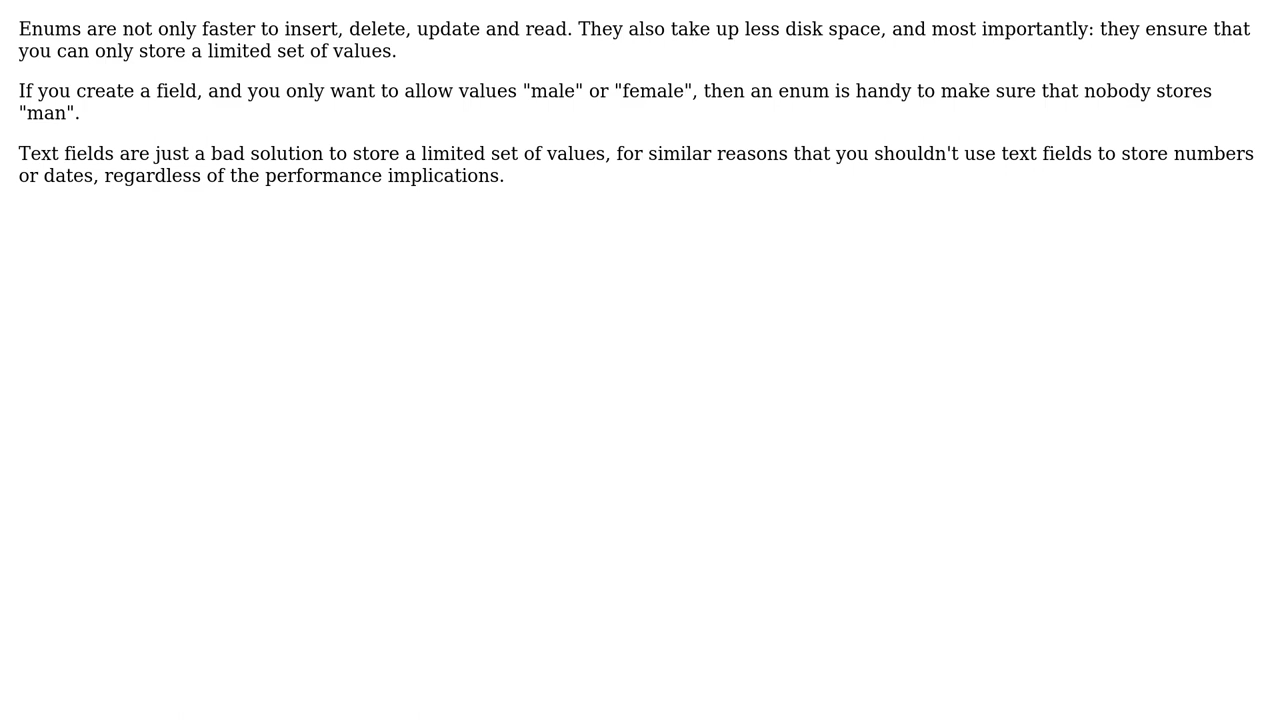 Enums are not only faster to insert, delete, update and read. They also take up less disk space, and most importantly: they ensure that
you can only store a limited set of values.
If you create a field, and you only want to allow values "male" or "female", then an enum is handy to make sure that nobody stores
"man".
Text fields are just a bad solution to store a limited set of values, for similar reasons that you shouldn't use text fields to store numbers
or dates, regardless of the performance implications.